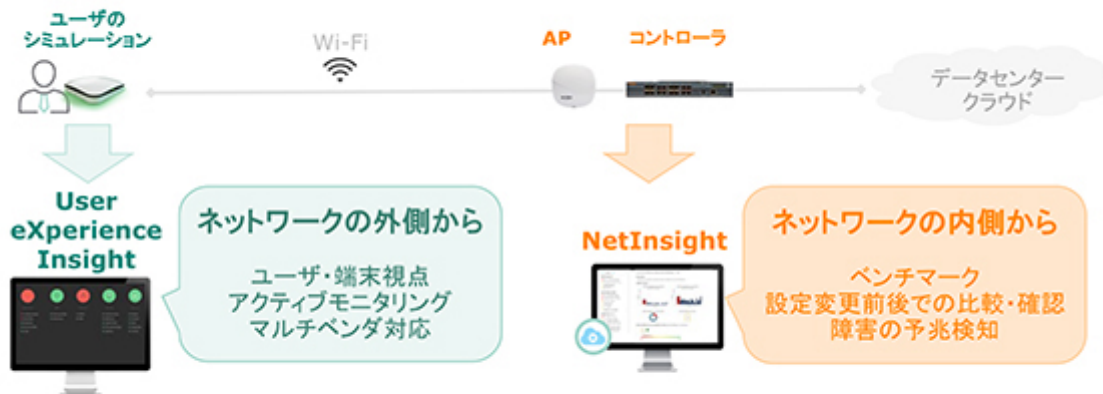 ユーザの
シミュレーション
Wi-Fi
AP
コントローラ
データセンター
クラウド
User
eXperience
Insight
ネットワークの外側から
ユーザ・端末視点
アクティブモニタリング
マルチベンダ対応
NetInsight
ネットワークの内側から
ベンチマーク
設定変更前後での比較・確認
障害の予兆検知